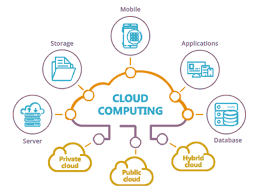 Mobile
Storage
Applications
CLOUD
COMPUTING
Server
Database
Private
cloud
Public
cloud
Hybrid
cloud